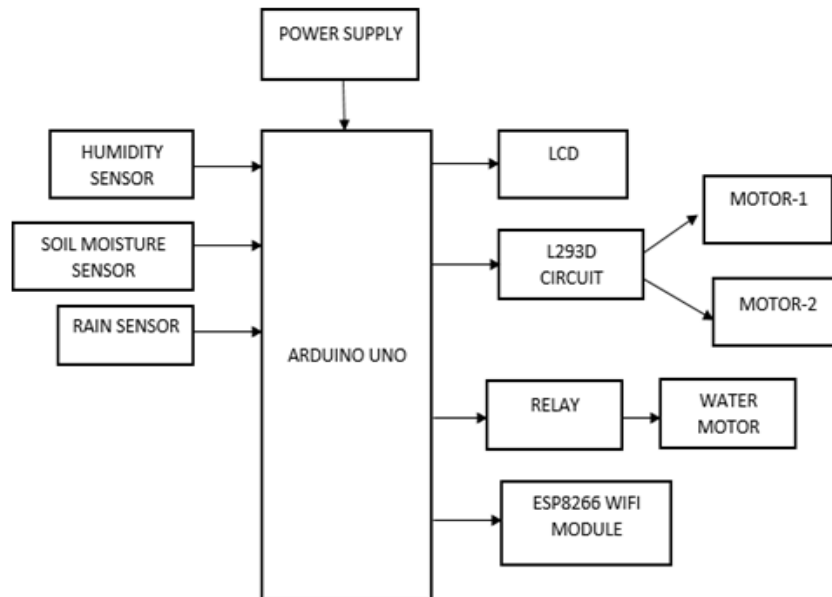 POWER SUPPLY
HUMIDITY
SENSOR
SOIL MOISTURE
SENSOR
RAIN SENSOR
ARDUINO UNO
LCD
L293D
CIRCUIT
MOTOR-1
MOTOR-2
RELAY
WATER
MOTOR
ESP8266 WIFI
MODULE